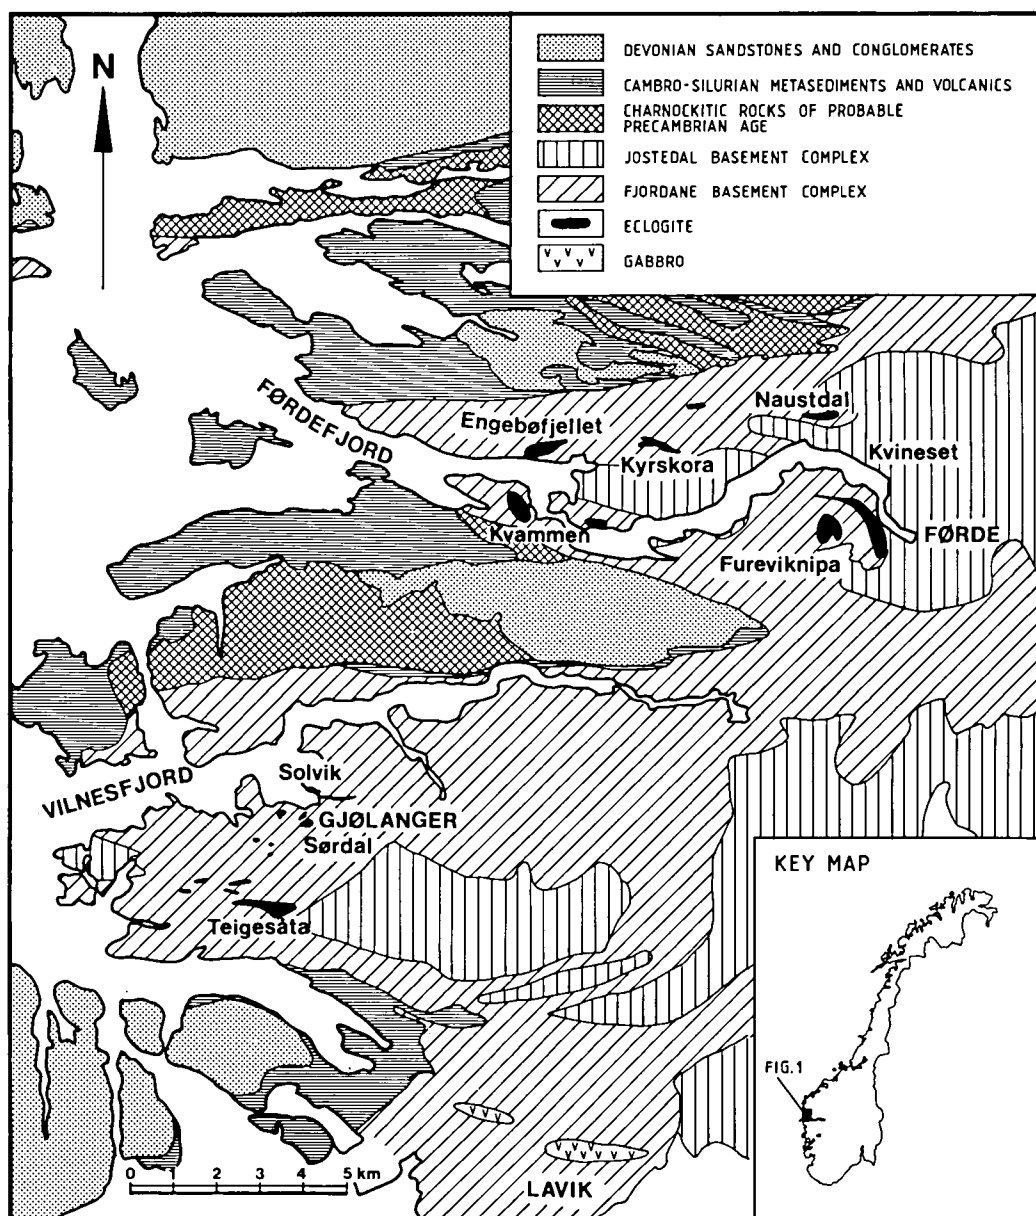 N
DEVONIAN SANDSTONES AND CONGLOMERATES
CAMBRO-SILURIAN METASEDIMENTS AND VOLCANICS
CHARNOCKITIC ROCKS OF PROBABLE
PRECAMBRIAN AGE
JOSTEDAL BASEMENT COMPLEX
FJORDANE BASEMENT COMPLEX
ECLOGITE
GABBRO
FØRDEFJORD
Naustdal
Engebøfjellet
Kvineset
Kyrskora
Kvammen
FØRDE
Fureviknipa
VILNESFJORD
Solvik
GJØLANGER
Sørdal
Teigesåta
KEY MAP
FIG.1
0 1 2 3 4 5 km
LAVIK